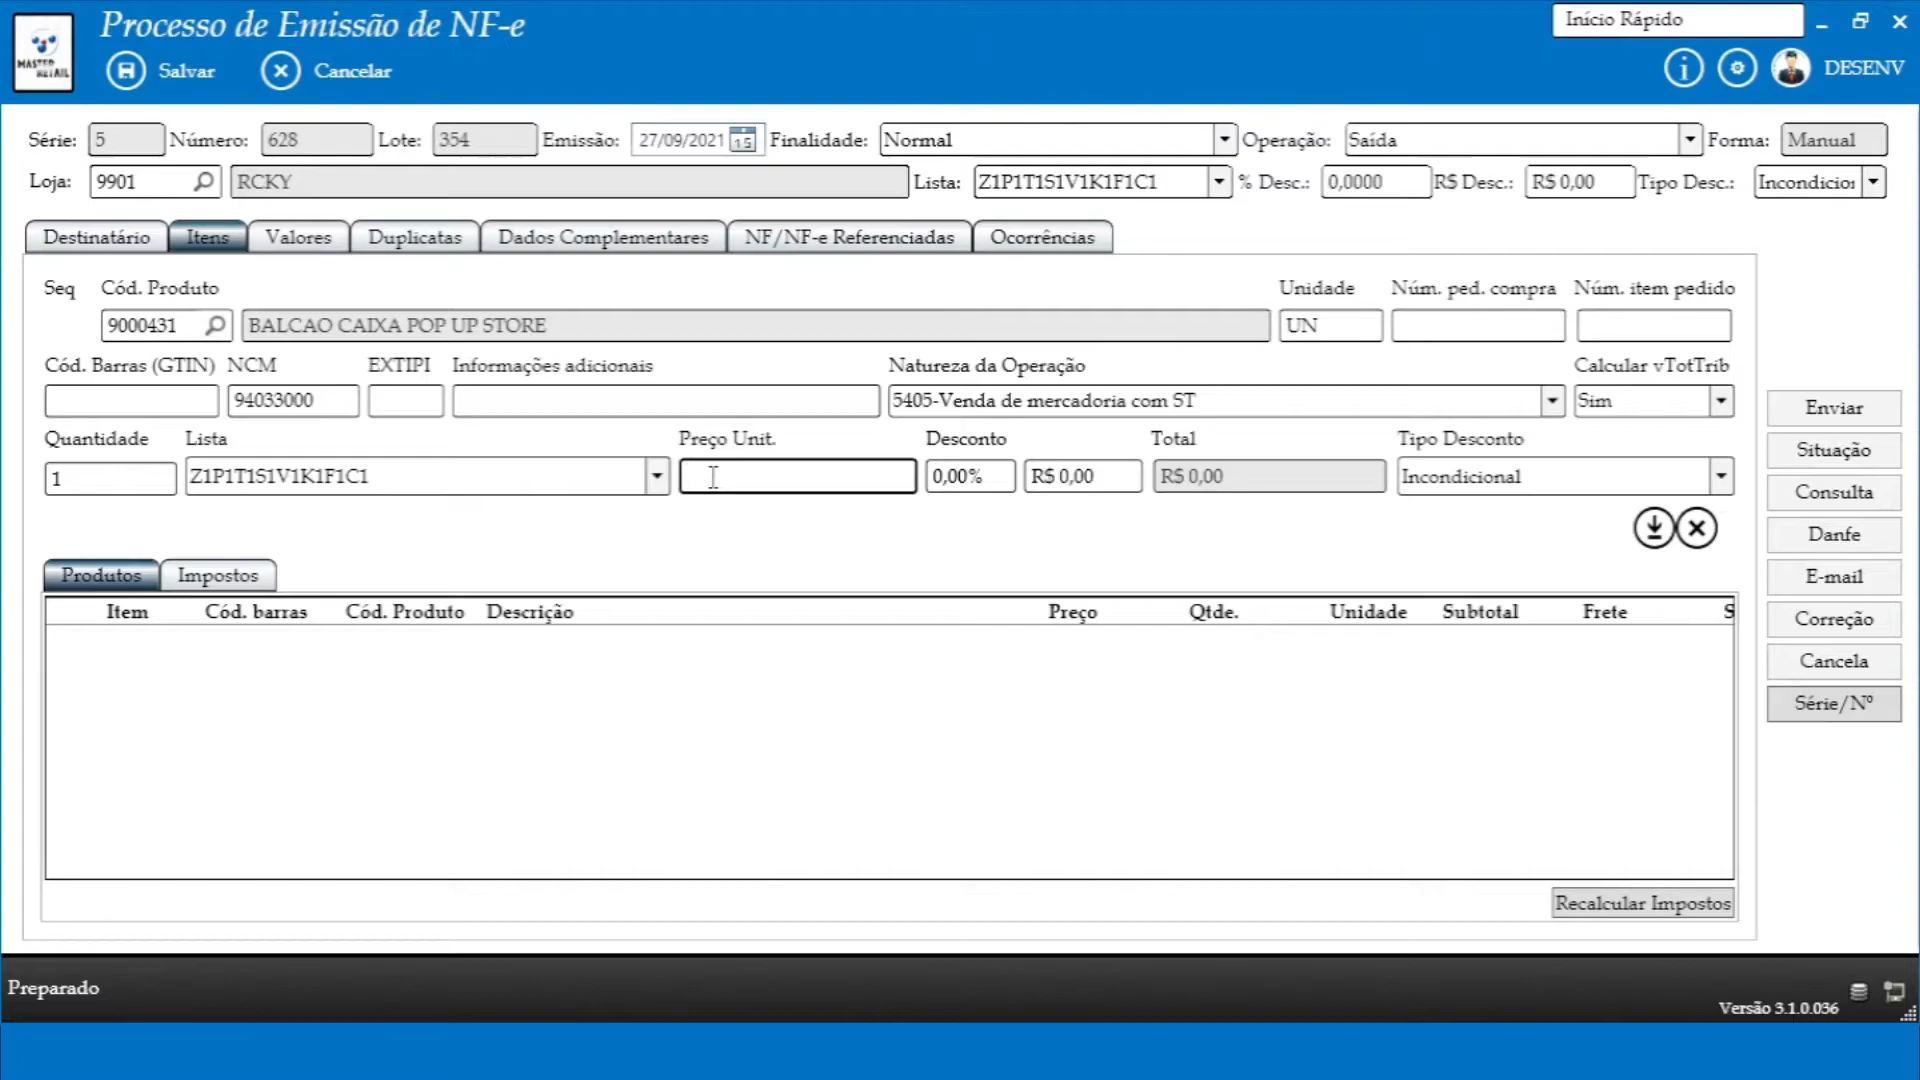 Processo de Emissão de NF-e
Início Rápido
MASTER RETAIL
Salvar
Cancelar
DESENV
Série: 5 Número: 628 Lote: 354 Emissão: 27/09/2021 15 Finalidade: Normal Operação: Saída Forma: Manual
Loja: 9901 RCKY Lista: Z1P1T1S1V1K1F1C1 % Desc.: 0,0000 R$ Desc.: R$ 0,00 Tipo Desc.: Incondicior
Destinatário Itens Valores Duplicatas Dados Complementares NF/NF-e Referenciadas Ocorrências
Seq Cód. Produto Unidade Núm. ped. compra Núm. item pedido
9000431 BALCAO CAIXA POP UP STORE UN
Cód. Barras (GTIN) NCM EXTIPI Informações adicionais Natureza da Operação Calcular vTotTrib
94033000 5405-Venda de mercadoria com ST Sim
Quantidade Lista Preço Unit. Desconto Total Tipo Desconto
1 Z1P1T1S1V1K1F1C1 0,00% R$ 0,00 R$ 0,00 Incondicional
Produtos Impostos
Item Cód. barras Cód. Produto Descrição Preço Qtde. Unidade Subtotal Frete S
Recalcular Impostos
Enviar
Situação
Consulta
Danfe
E-mail
Correção
Cancela
Série/Nº
Preparado
Versão 3.1.0.036